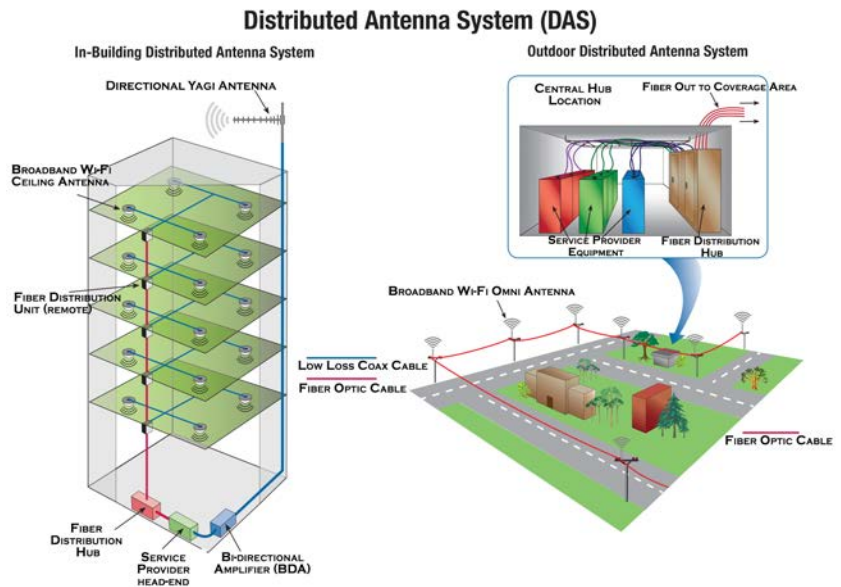 Distributed Antenna System (DAS)
In-Building Distributed Antenna System
DIRECTIONAL YAGI ANTENNA
BROADBAND WI-FI
CEILING ANTENNA
FIBER DISTRIBUTION
UNIT (REMOTE)
LOW LOSS COAX CABLE
FIBER OPTIC CABLE
FIBER
DISTRIBUTION
HUB
SERVICE
PROVIDER
HEAD-END
BI-DIRECTIONAL
AMPLIFIER (BDA)
Outdoor Distributed Antenna System
CENTRAL HUB
LOCATION
FIBER OUT TO COVERAGE AREA
SERVICE PROVIDER
EQUIPMENT
FIBER DISTRIBUTION
HUB
BROADBAND WI-FI OMNI ANTENNA
FIBER OPTIC CABLE